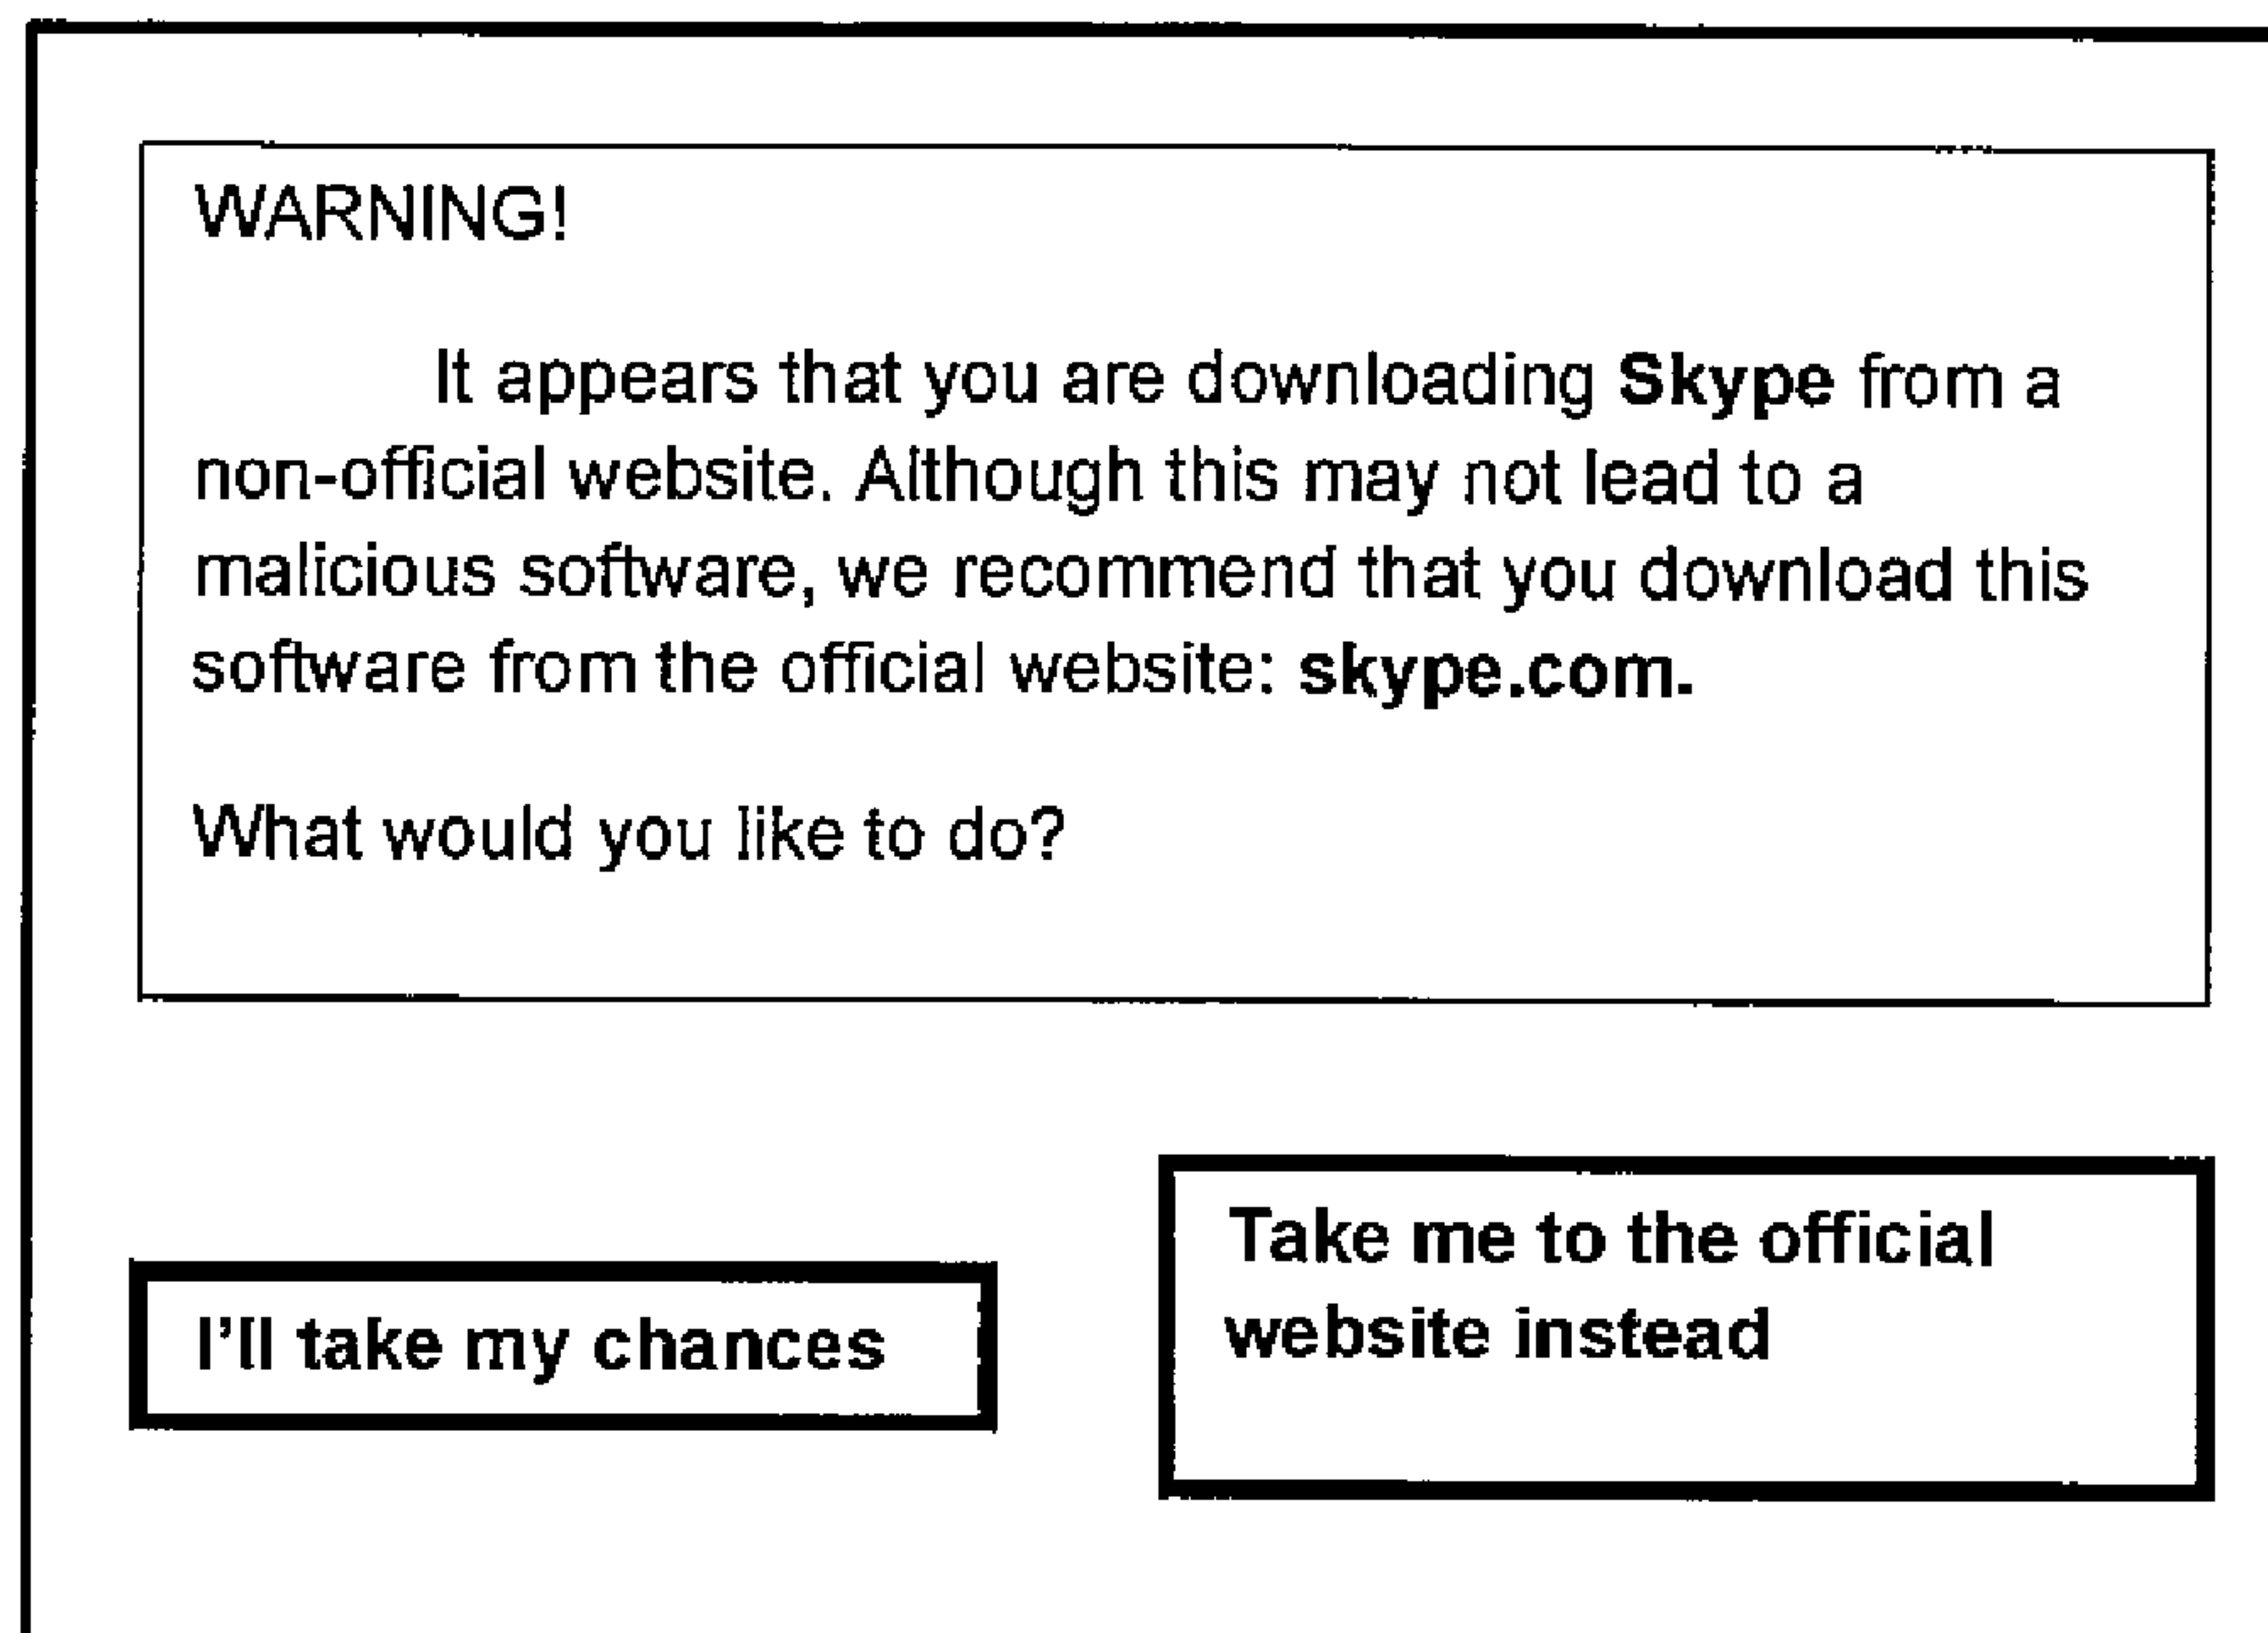 WARNING!
It appears that you are downloading Skype from a
non-official website. Although this may not lead to a
malicious software, we recommend that you download this
software from the official website: skype.com.
What would you like to do?
I'll take my chances
Take me to the official
website instead